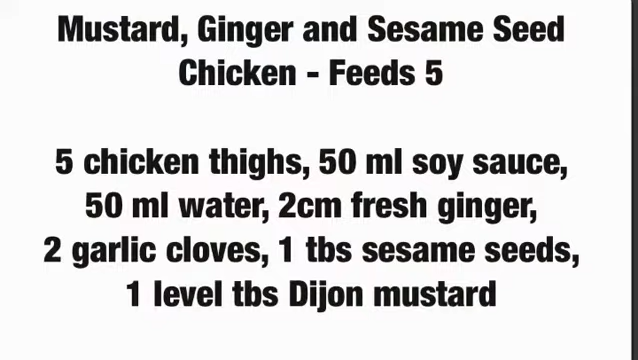 Mustard, Ginger and Sesame Seed
Chicken - Feeds 5
5 chicken thighs, 50 ml soy sauce,
50 ml water, 2cm fresh ginger,
2 garlic cloves, 1 tbs sesame seeds,
1 level tbs Dijon mustard